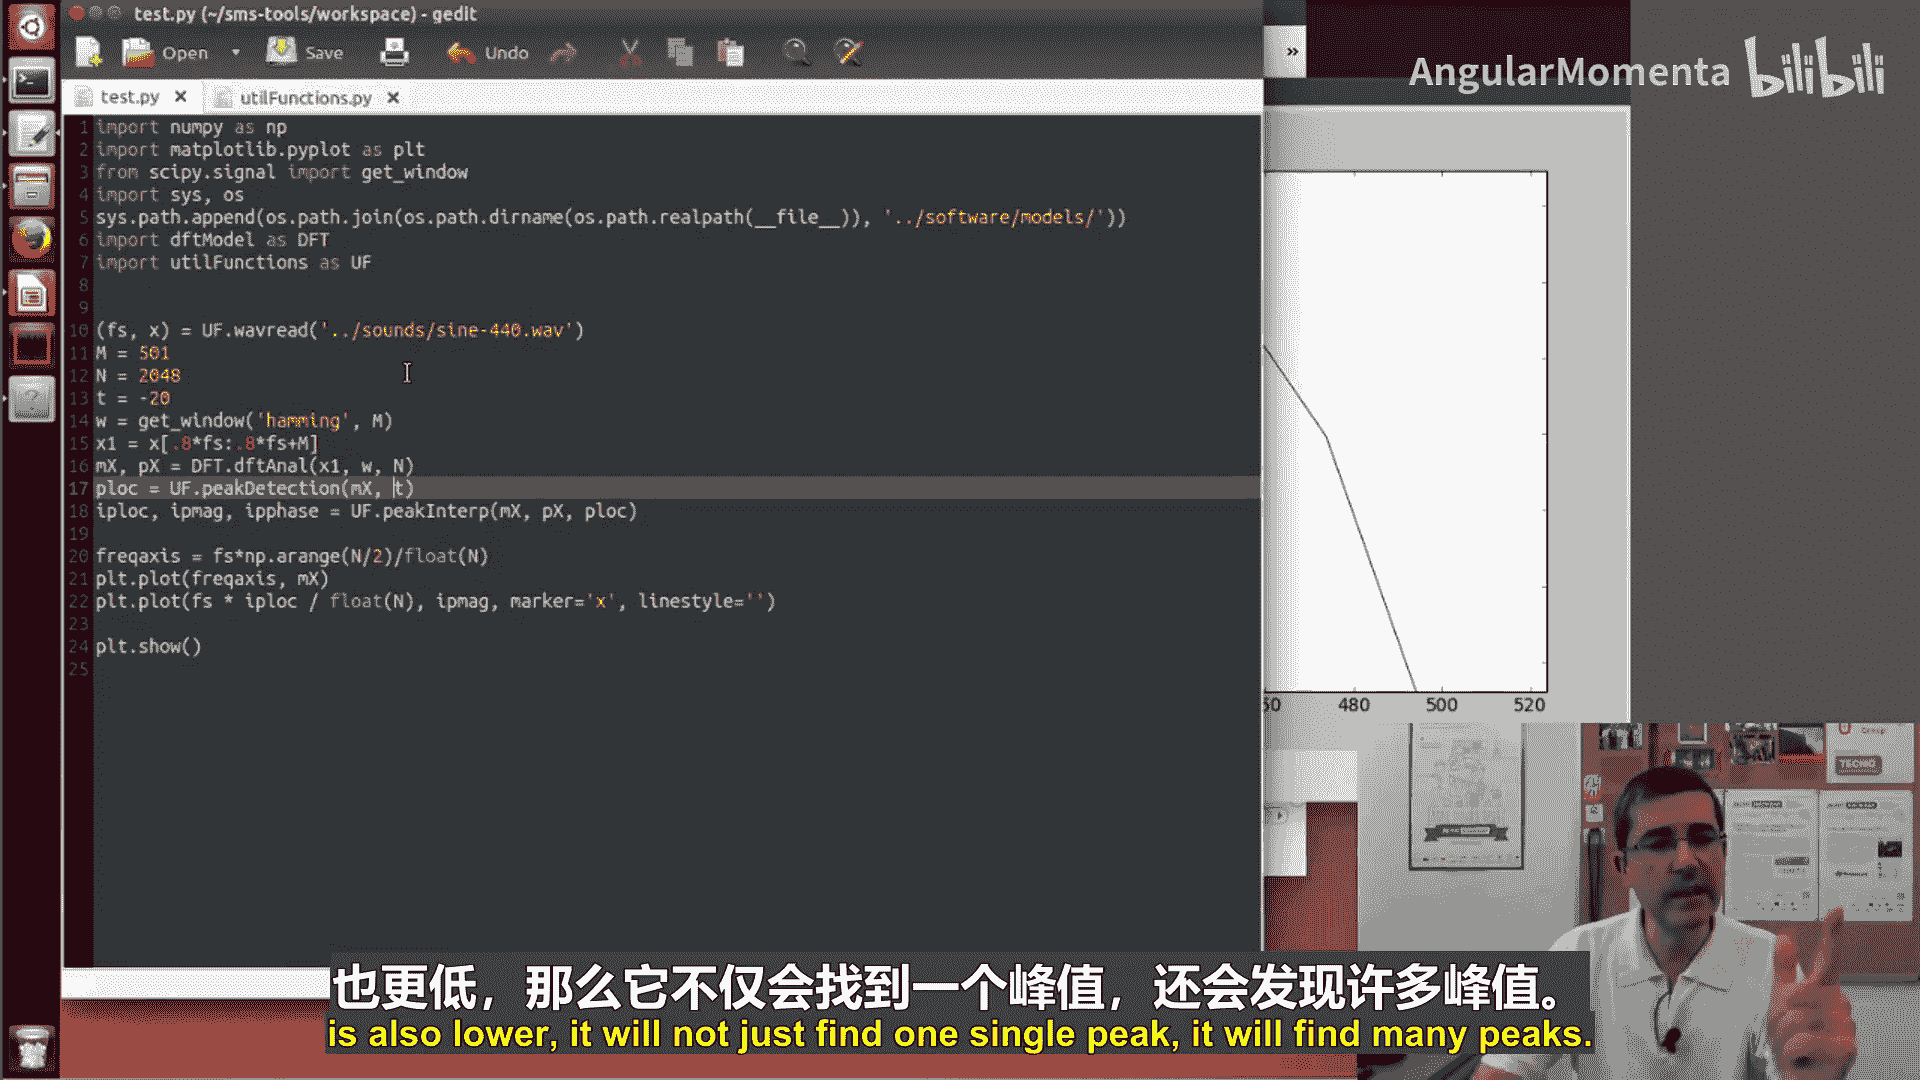 test.py (~/sms-tools/workspace) - gedit
Open Save Undo
»
AngularMomenta bilibili
test.py utilFunctions.py
1 import numpy as np
2 import matplotlib.pyplot as plt
3 from scipy.signal import get_window
4 import sys, os
5 sys.path.append(os.path.join(os.path.dirname(os.path.realpath(__file__)), '../software/models/'))
6 import dftModel as DFT
7 import utilFunctions as UF
8
9
10 (fs, x) = UF.wavread('../sounds/sine-440.wav')
11 M = 501
12 N = 2048
13 t = -20
14 w = get_window('hamming', M)
15 x1 = x[.8*fs:.8*fs+M]
16 mX, pX = DFT.dftAnal(x1, w, N)
17 ploc = UF.peakDetection(mX, t)
18 iploc, ipmag, ipphase = UF.peakInterp(mX, pX, ploc)
19
20 freqaxis = fs*np.arange(N/2)/float(N)
21 plt.plot(freqaxis, mX)
22 plt.plot(fs * iploc / float(N), ipmag, marker='x', linestyle='')
23
24 plt.show()
25
480 500 520
Group
TECNIO
也更低，那么它不仅会找到一个峰值，还会发现许多峰值。
is also lower, it will not just find one single peak, it will find many peaks.